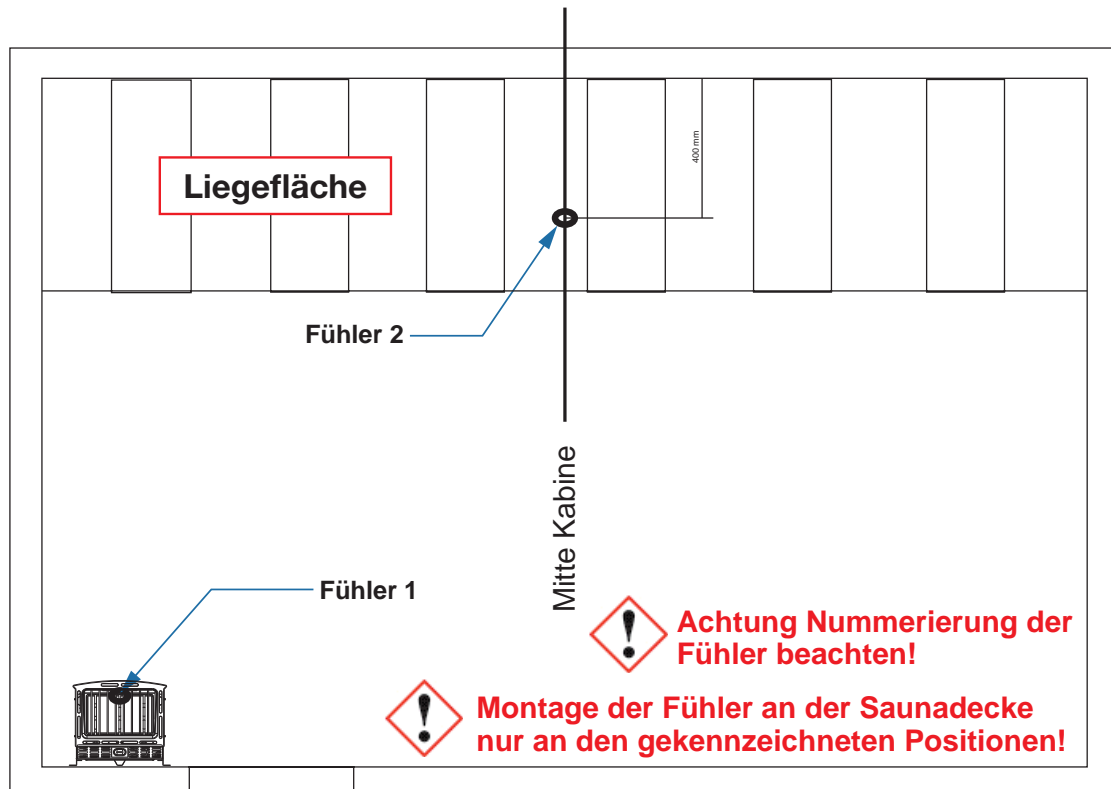 400 mm
Liegefläche
Fühler 2
Mitte Kabine
Fühler 1
Achtung Nummerierung der
Fühler beachten!
Montage der Fühler an der Saunadecke
nur an den gekennzeichneten Positionen!